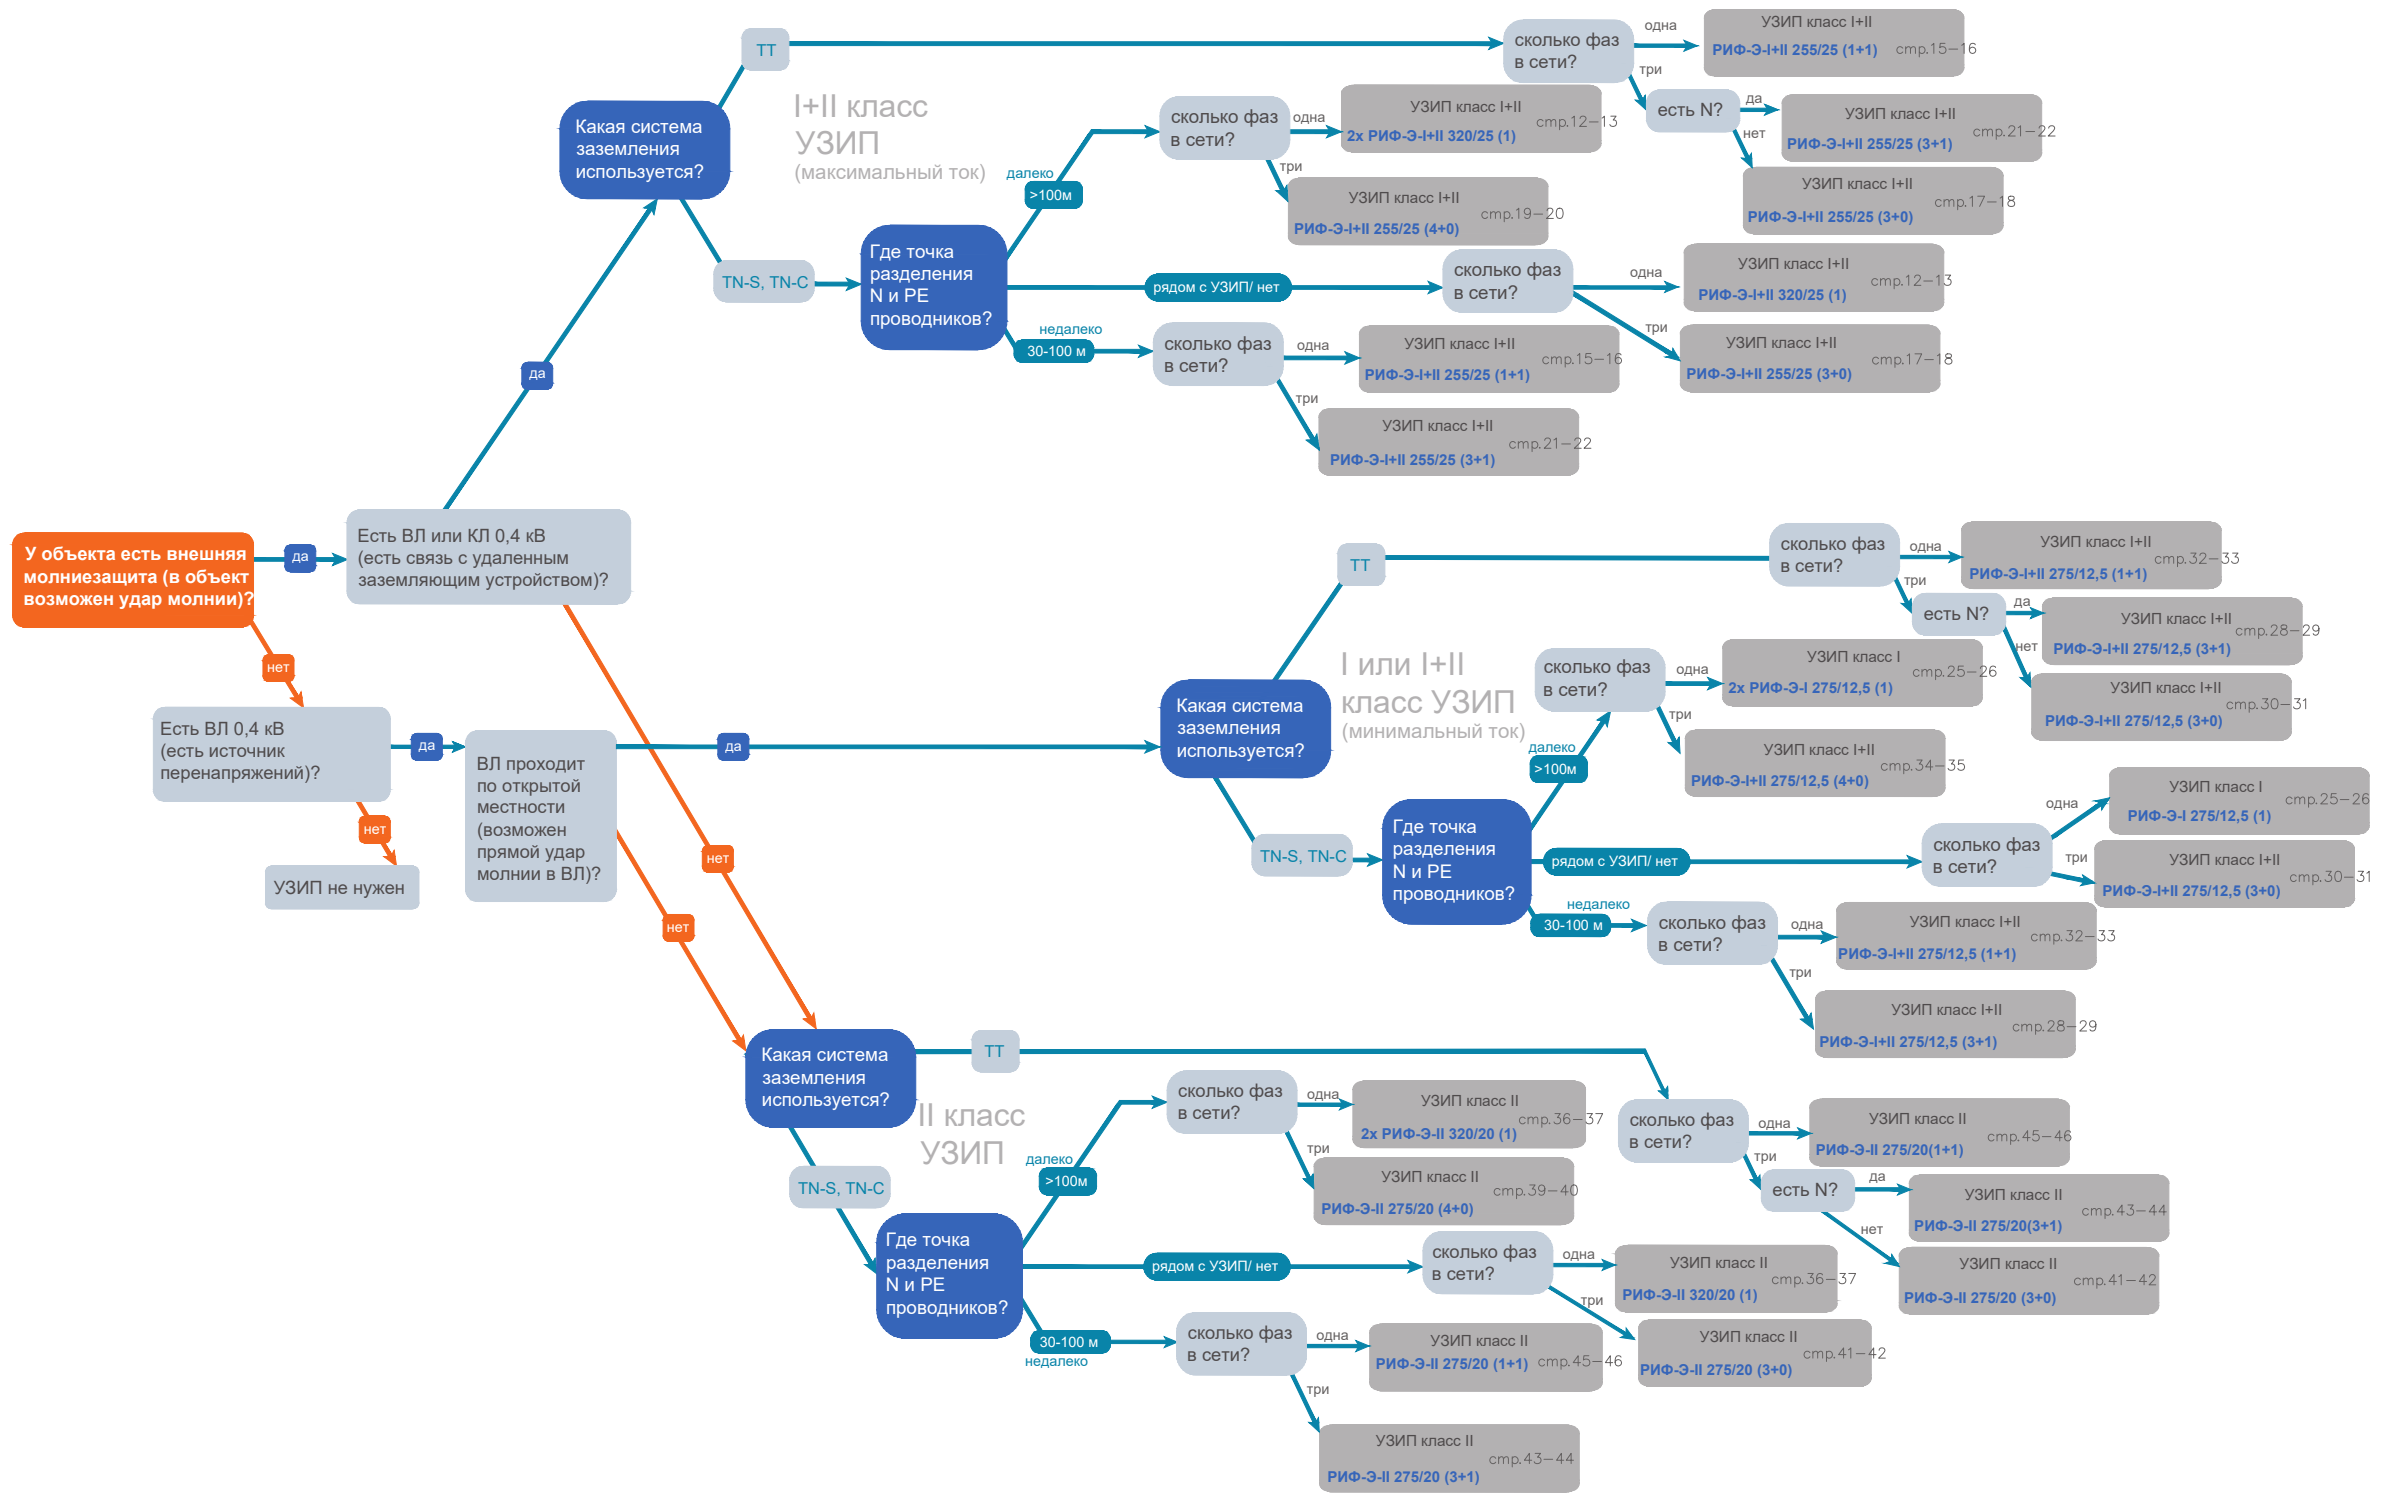 У объекта есть внешняя
молниезащита (в объект
возможен удар молнии)?
да
нет
Есть ВЛ или КЛ 0,4 кВ
(есть связь с удаленным
заземляющим устройством)?
да
нет
Есть ВЛ 0,4 кВ
(есть источник
перенапряжений)?
да
нет
УЗИП не нужен
ВЛ проходит
по открытой
местности
(возможен
прямой удар
молнии в ВЛ)?
да
нет
Какая система
заземления
используется?
I+II класс
УЗИП
(максимальный ток)
TT
сколько фаз
в сети?
одна
УЗИП класс I+II
РИФ-Э-I+II 255/25 (1+1)
стр.15–16
три
есть N?
да
УЗИП класс I+II
РИФ-Э-I+II 255/25 (3+1)
стр.21–22
нет
УЗИП класс I+II
РИФ-Э-I+II 255/25 (3+0)
стр.17–18
TN-S, TN-C
Где точка
разделения
N и PE
проводников?
далеко
>100м
сколько фаз
в сети?
одна
УЗИП класс I+II
2х РИФ-Э-I+II 320/25 (1)
стр.12–13
три
УЗИП класс I+II
РИФ-Э-I+II 255/25 (4+0)
стр.19–20
рядом с УЗИП/ нет
сколько фаз
в сети?
одна
УЗИП класс I+II
РИФ-Э-I+II 320/25 (1)
стр.12–13
три
УЗИП класс I+II
РИФ-Э-I+II 255/25 (3+0)
стр.17–18
недалеко
30-100 м
сколько фаз
в сети?
одна
УЗИП класс I+II
РИФ-Э-I+II 255/25 (1+1)
стр.15–16
три
УЗИП класс I+II
РИФ-Э-I+II 255/25 (3+1)
стр.21–22
Какая система
заземления
используется?
I или I+II
класс УЗИП
(минимальный ток)
TT
сколько фаз
в сети?
одна
УЗИП класс I+II
РИФ-Э-I+II 275/12,5 (1+1)
стр.32–33
три
есть N?
да
УЗИП класс I+II
РИФ-Э-I+II 275/12,5 (3+1)
стр.28–29
нет
УЗИП класс I+II
РИФ-Э-I+II 275/12,5 (3+0)
стр.30–31
TN-S, TN-C
Где точка
разделения
N и PE
проводников?
далеко
>100м
сколько фаз
в сети?
одна
УЗИП класс I
2х РИФ-Э-I 275/12,5 (1)
стр.25–26
три
УЗИП класс I+II
РИФ-Э-I+II 275/12,5 (4+0)
стр.34–35
рядом с УЗИП/ нет
сколько фаз
в сети?
одна
УЗИП класс I
РИФ-Э-I 275/12,5 (1)
стр.25–26
три
УЗИП класс I+II
РИФ-Э-I+II 275/12,5 (3+0)
стр.30–31
недалеко
30-100 м
сколько фаз
в сети?
одна
УЗИП класс I+II
РИФ-Э-I+II 275/12,5 (1+1)
стр.32–33
три
УЗИП класс I+II
РИФ-Э-I+II 275/12,5 (3+1)
стр.28–29
Какая система
заземления
используется?
II класс
УЗИП
TT
сколько фаз
в сети?
одна
УЗИП класс II
РИФ-Э-II 275/20(1+1)
стр.45–46
три
есть N?
да
УЗИП класс II
РИФ-Э-II 275/20(3+1)
стр.43–44
нет
УЗИП класс II
РИФ-Э-II 275/20 (3+0)
стр.41–42
TN-S, TN-C
Где точка
разделения
N и PE
проводников?
далеко
>100м
сколько фаз
в сети?
одна
УЗИП класс II
2х РИФ-Э-II 320/20 (1)
стр.36–37
три
УЗИП класс II
РИФ-Э-II 275/20 (4+0)
стр.39–40
рядом с УЗИП/ нет
сколько фаз
в сети?
одна
УЗИП класс II
РИФ-Э-II 320/20 (1)
стр.36–37
три
УЗИП класс II
РИФ-Э-II 275/20 (3+0)
стр.41–42
30-100 м
недалеко
сколько фаз
в сети?
одна
УЗИП класс II
РИФ-Э-II 275/20 (1+1)
стр.45–46
три
УЗИП класс II
РИФ-Э-II 275/20 (3+1)
стр.43–44